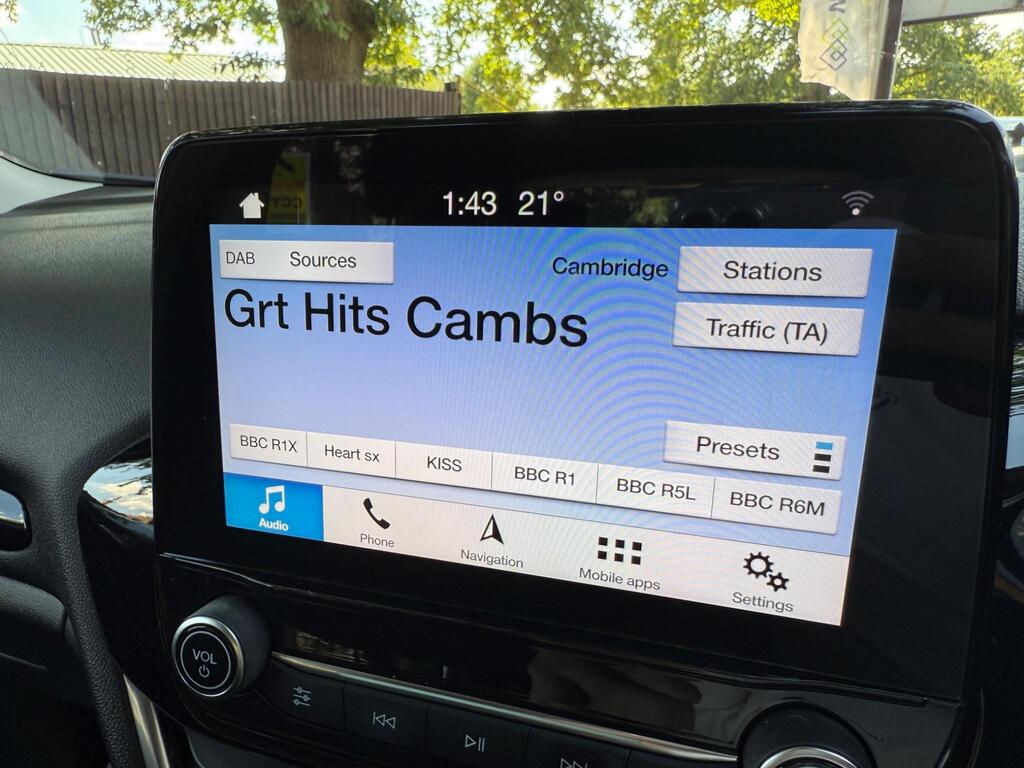 1:43 21°
DAB Sources
Cambridge
Stations
Grt Hits Cambs
Traffic (TA)
Presets
BBC R1X
Heart sx
KISS
BBC R1
BBC R5L
BBC R6M
Audio
Phone
Navigation
Mobile apps
Settings
VOL